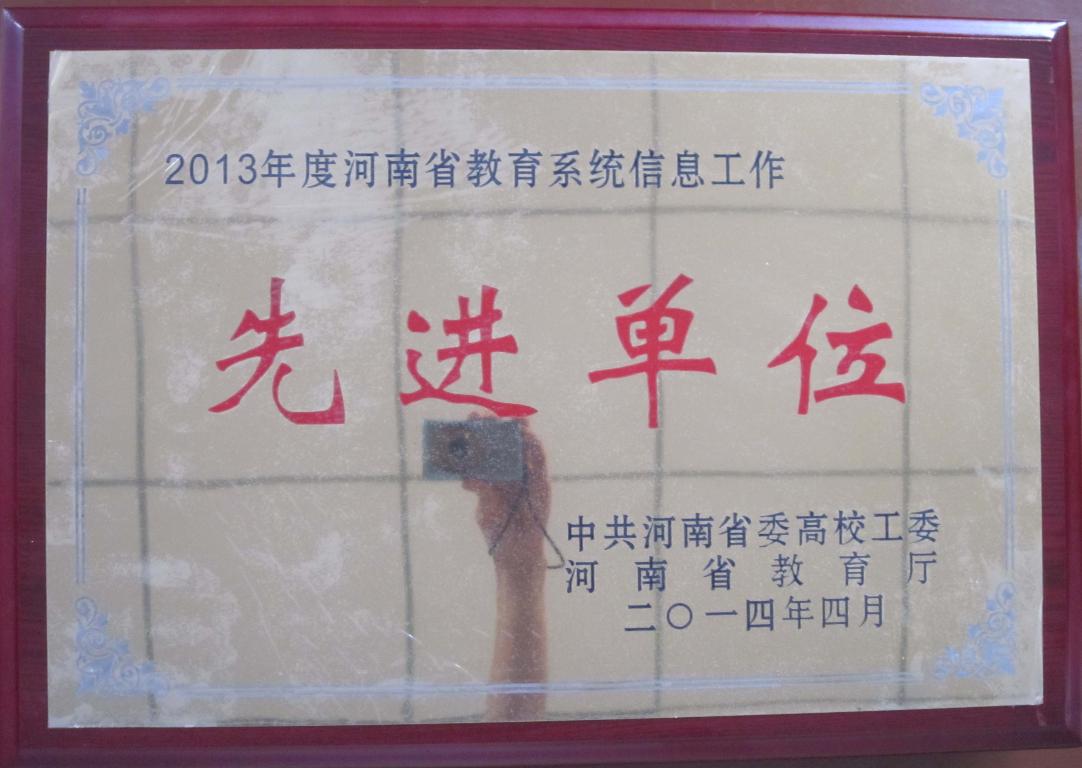 2013年度河南省教育系统信息工作
先进单位
中共河南省委高校工委
河南省教育厅
二〇一四年四月